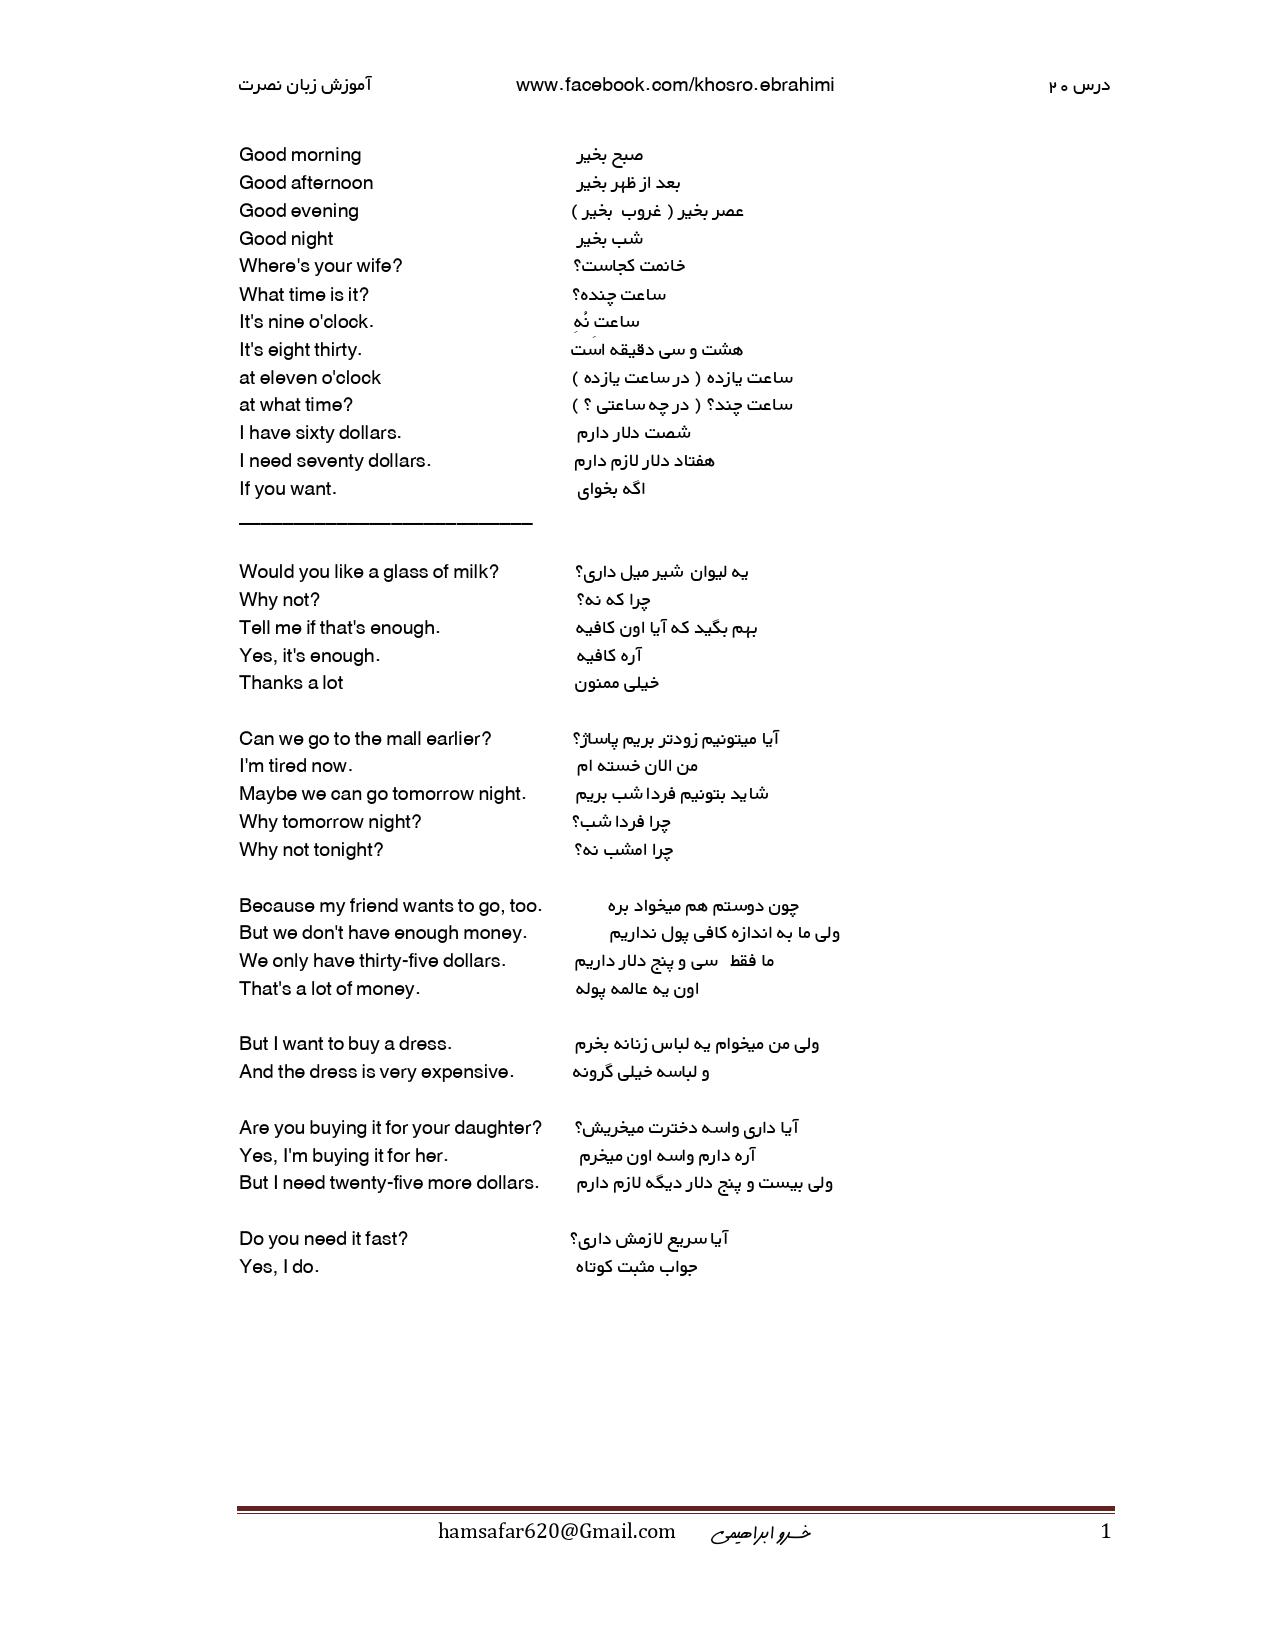 آموزش زبان نصرت www.facebook.com/khosro.ebrahimi درس ۲۰
Good morning صبح بخیر
Good afternoon بعد از ظهر بخیر
Good evening عصر بخیر ( غروب بخیر )
Good night شب بخیر
Where's your wife? خانمت کجاست؟
What time is it? ساعت چنده؟
It's nine o'clock. ساعتِ نُهِ
It's eight thirty. هشت و سی دقیقه است
at eleven o'clock ساعت یازده ( در ساعت یازده )
at what time? ساعت چند؟ ( در چه ساعتی ؟ )
I have sixty dollars. شصت دلار دارم
I need seventy dollars. هفتاد دلار لازم دارم
If you want. اگه بخوای
___________________________
Would you like a glass of milk? یه لیوان شیر میل داری؟
Why not? چرا که نه؟
Tell me if that's enough. بهم بگید که آیا اون کافیه
Yes, it's enough. آره کافیه
Thanks a lot خیلی ممنون
Can we go to the mall earlier? آیا میتونیم زودتر بریم پاساژ؟
I'm tired now. من الان خسته ام
Maybe we can go tomorrow night. شاید بتونیم فردا شب بریم
Why tomorrow night? چرا فردا شب؟
Why not tonight? چرا امشب نه؟
Because my friend wants to go, too. چون دوستم هم میخواد بره
But we don't have enough money. ولی ما به اندازه کافی پول نداریم
We only have thirty-five dollars. ما فقط سی و پنج دلار داریم
That's a lot of money. اون یه عالمه پوله
But I want to buy a dress. ولی من میخوام یه لباس زنانه بخرم
And the dress is very expensive. و لباسه خیلی گرونه
Are you buying it for your daughter? آیا داری واسه دخترت میخریش؟
Yes, I'm buying it for her. آره دارم واسه اون میخرم
But I need twenty-five more dollars. ولی بیست و پنج دلار دیگه لازم دارم
Do you need it fast? آیا سریع لازمش داری؟
Yes, I do. جواب مثبت کوتاه
hamsafar620@Gmail.com خسرو ابراهیمی 1